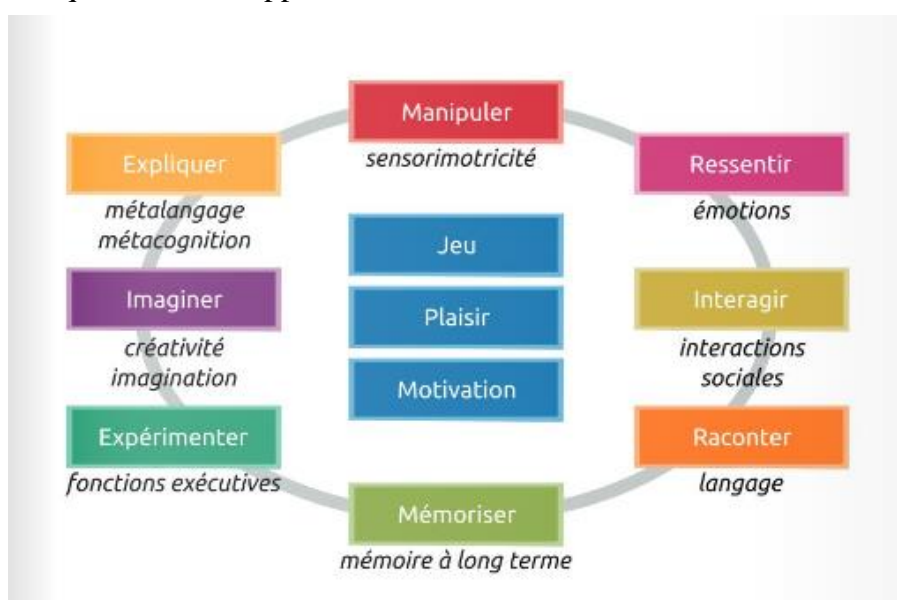 Manipuler
sensorimotricité
Expliquer
métalangage
métacognition
Ressentir
émotions
Jeu
Imaginer
créativité
imagination
Plaisir
Interagir
interactions
sociales
Motivation
Expérimenter
fonctions exécutives
Raconter
langage
Mémoriser
mémoire à long terme